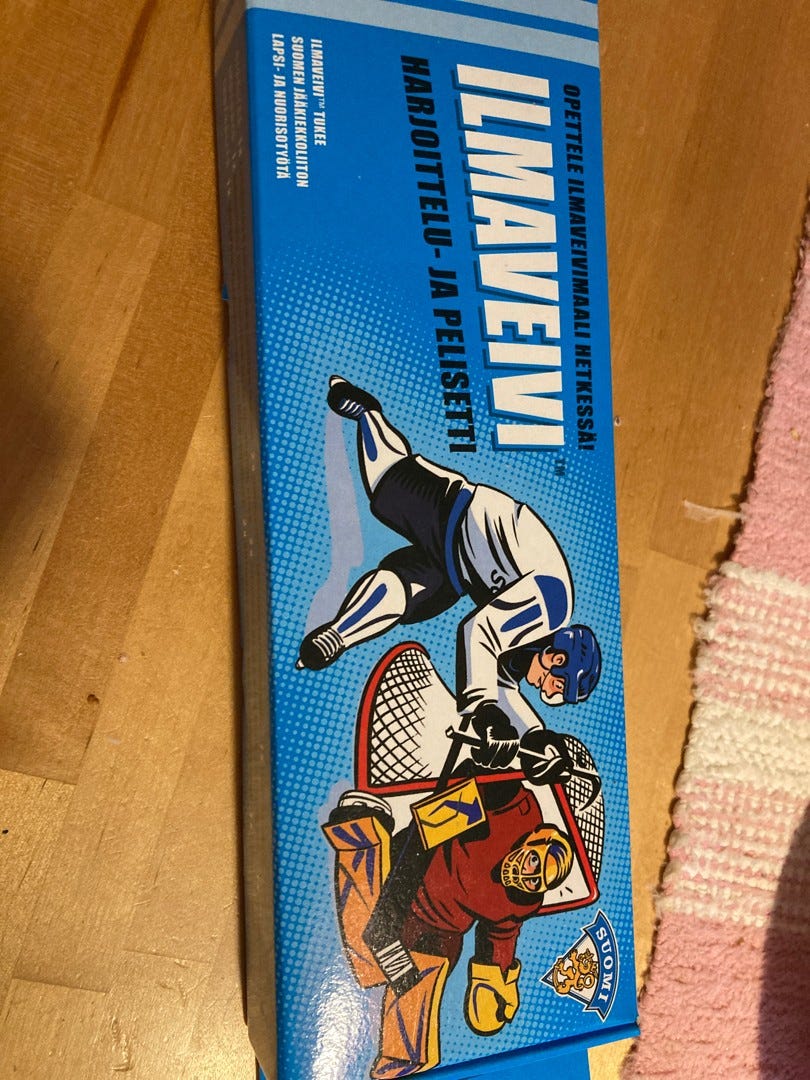 OPETTELE ILMAVEIVIMAALI HETKESSÄ!
ILMAVEIVI™
HARJOITTELU- JA PELISETTI
ILMAVEIVI™ TUKEE
SUOMEN JÄÄKIEKKOLIITON
LAPSI- JA NUORISOTYÖTÄ
SUOMI